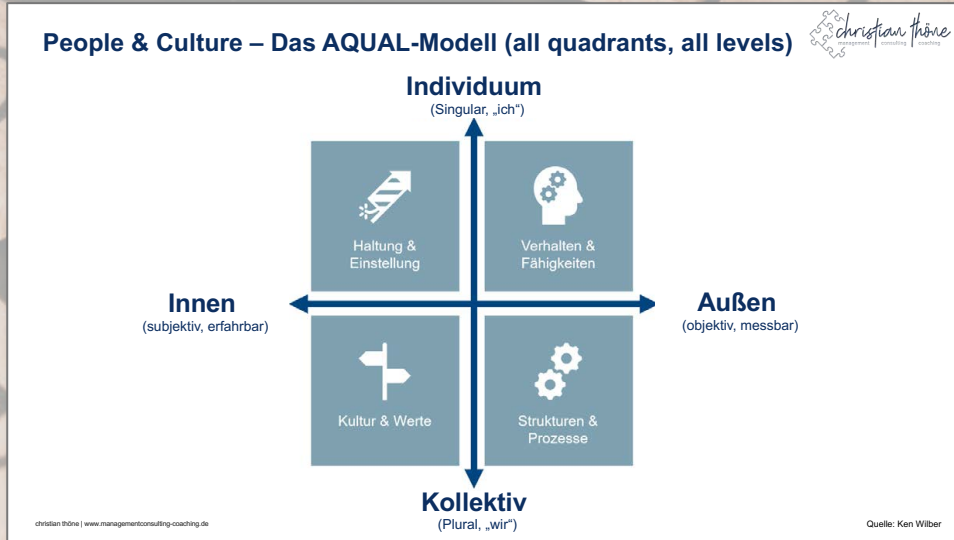 People & Culture – Das AQUAL-Modell (all quadrants, all levels)
christian thöne
management consulting coaching
Individuum
(Singular, „ich“)
Haltung &
Einstellung
Verhalten &
Fähigkeiten
Innen
(subjektiv, erfahrbar)
Außen
(objektiv, messbar)
Kultur & Werte
Strukturen &
Prozesse
Kollektiv
(Plural, „wir“)
christian thöne | www.managementconsulting-coaching.de
Quelle: Ken Wilber